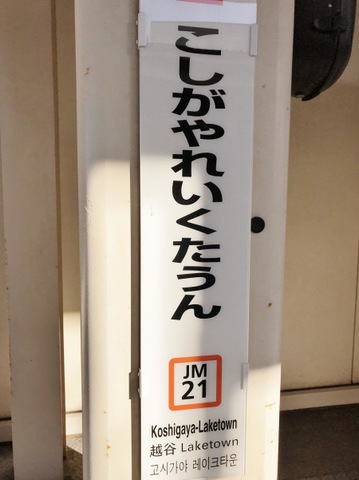 こしがやれいくたうん
JM
21
Koshigaya-Laketown
越谷 Laketown
고시가야 레이크타운